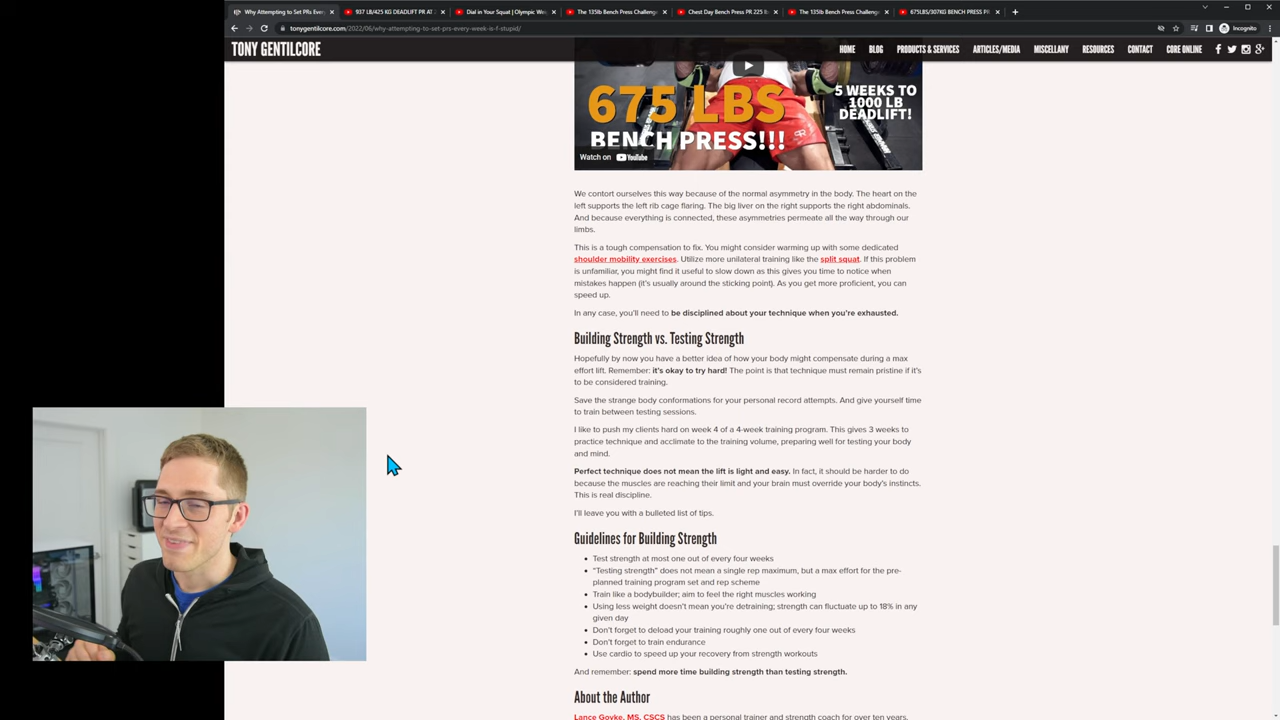 Why Attempting to Set PRs Ever
937 LB/425 KG DEADLIFT PR AT 2
Dial in Your Squat | Olympic We
The 135lb Bench Press Challenge
Chest Day Bench Press PR 225 lb
The 135lb Bench Press Challenge
675LBS/307KG BENCH PRESS PR
tonygentilcore.com/2022/06/why-attempting-to-set-prs-every-week-is-f-stupid/
Incognito
TONY GENTILCORE
HOME BLOG PRODUCTS & SERVICES ARTICLES/MEDIA MISCELLANY RESOURCES CONTACT CORE ONLINE
675 LBS
BENCH PRESS!!!
5 WEEKS TO
1000 LB
DEADLIFT!
Watch on YouTube
We contort ourselves this way because of the normal asymmetry in the body. The heart on the
left supports the left rib cage flaring. The big liver on the right supports the right abdominals.
And because everything is connected, these asymmetries permeate all the way through our
limbs.
This is a tough compensation to fix. You might consider warming up with some dedicated
shoulder mobility exercises. Utilize more unilateral training like the split squat. If this problem
is unfamiliar, you might find it useful to slow down as this gives you time to notice when
mistakes happen (it's usually around the sticking point). As you get more proficient, you can
speed up.
In any case, you'll need to be disciplined about your technique when you're exhausted.
Building Strength vs. Testing Strength
Hopefully by now you have a better idea of how your body might compensate during a max
effort lift. Remember: it's okay to try hard! The point is that technique must remain pristine if it's
to be considered training.
Save the strange body conformations for your personal record attempts. And give yourself time
to train between testing sessions.
I like to push my clients hard on week 4 of a 4-week training program. This gives 3 weeks to
practice technique and acclimate to the training volume, preparing well for testing your body
and mind.
Perfect technique does not mean the lift is light and easy. In fact, it should be harder to do
because the muscles are reaching their limit and your brain must override your body's instincts.
This is real discipline.
I'll leave you with a bulleted list of tips.
Guidelines for Building Strength
• Test strength at most one out of every four weeks
• "Testing strength" does not mean a single rep maximum, but a max effort for the pre-
planned training program set and rep scheme
• Train like a bodybuilder; aim to feel the right muscles working
• Using less weight doesn't mean you're detraining; strength can fluctuate up to 18% in any
given day
• Don't forget to deload your training roughly one out of every four weeks
• Don't forget to train endurance
• Use cardio to speed up your recovery from strength workouts
And remember: spend more time building strength than testing strength.
About the Author
Lance Goyke, MS, CSCS has been a personal trainer and strength coach for over ten years.